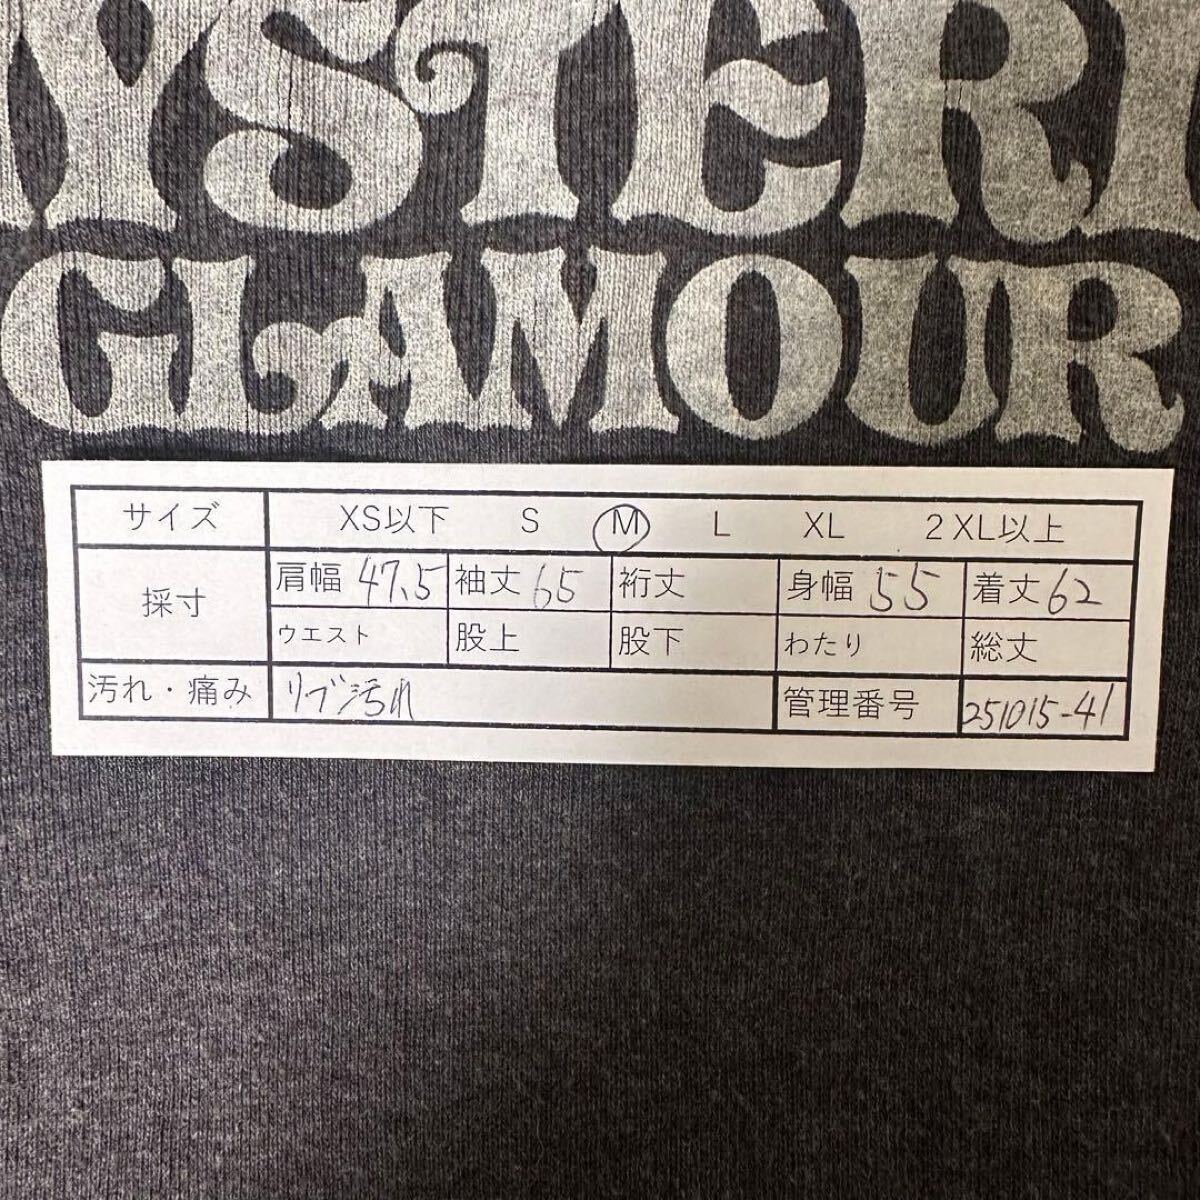 YSTERI
GLAMOUR
サイズ XS以下 S M L XL 2XL以上
採寸 肩幅 47.5 袖丈 65 裄丈 身幅 55 着丈 62
ウエスト 股上 股下 わたり 総丈
汚れ・痛み リブ汚れ 管理番号 251015-41